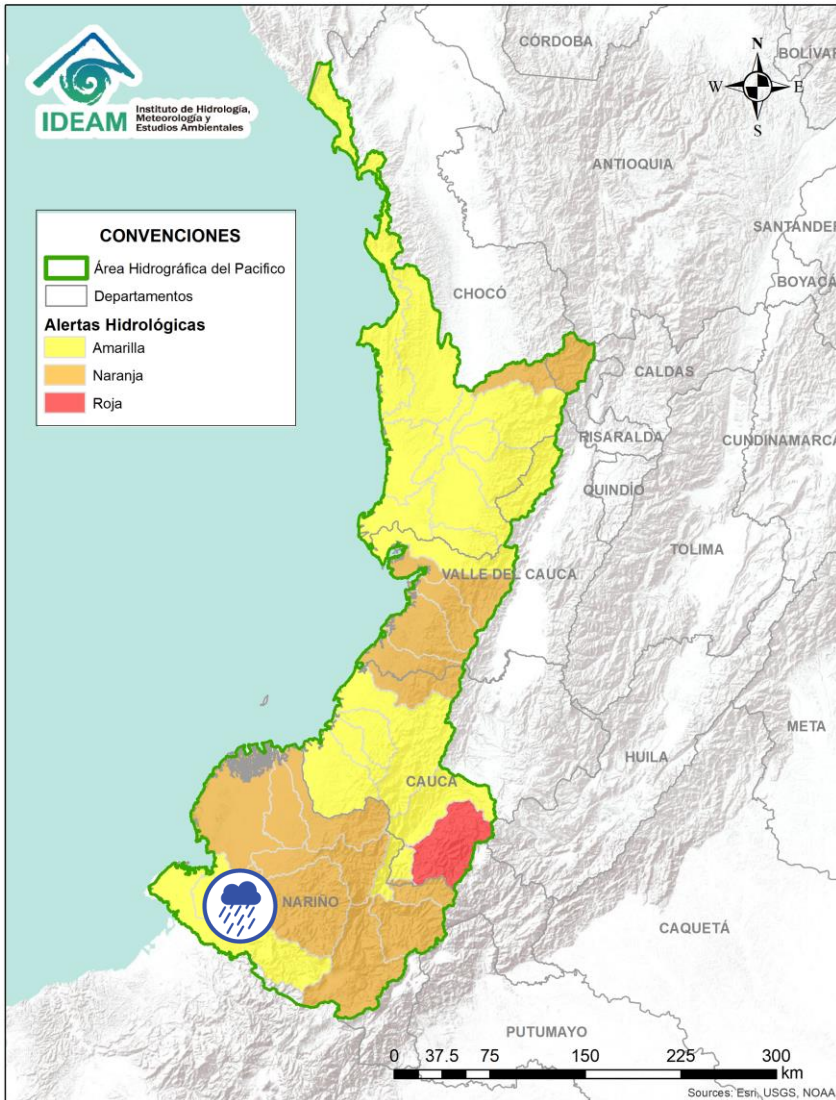 IDEAM
Instituto de Hidrología,
Meteorología y
Estudios Ambientales
CÓRDOBA
BOLÍVAR
N
W
E
S
ANTIOQUIA
SANTANDER
BOYACÁ
CONVENCIONES
Área Hidrográfica del Pacifico
Departamentos
Alertas Hidrológicas
Amarilla
Naranja
Roja
CHOCÓ
CALDAS
RISARALDA
CUNDINAMARCA
QUINDÍO
TOLIMA
VALLE DEL CAUCA
META
HUILA
CAUCA
NARIÑO
CAQUETÁ
PUTUMAYO
0 37.5 75 150 225 300
km
Sources: Esri, USGS, NOAA